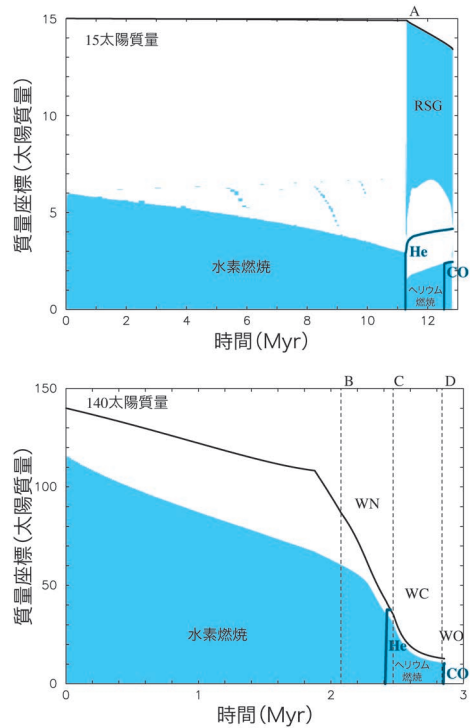 A
15太陽質量
RSG
He
CO
水素燃焼
ヘリウム
燃焼
質量座標(太陽質量)
15
10
5
0
0 2 4 6 8 10 12
時間(Myr)
B C D
140太陽質量
WN
WC
WO
He
CO
水素燃焼
ヘリウム
燃焼
質量座標(太陽質量)
150
100
50
0
0 1 2 3
時間(Myr)